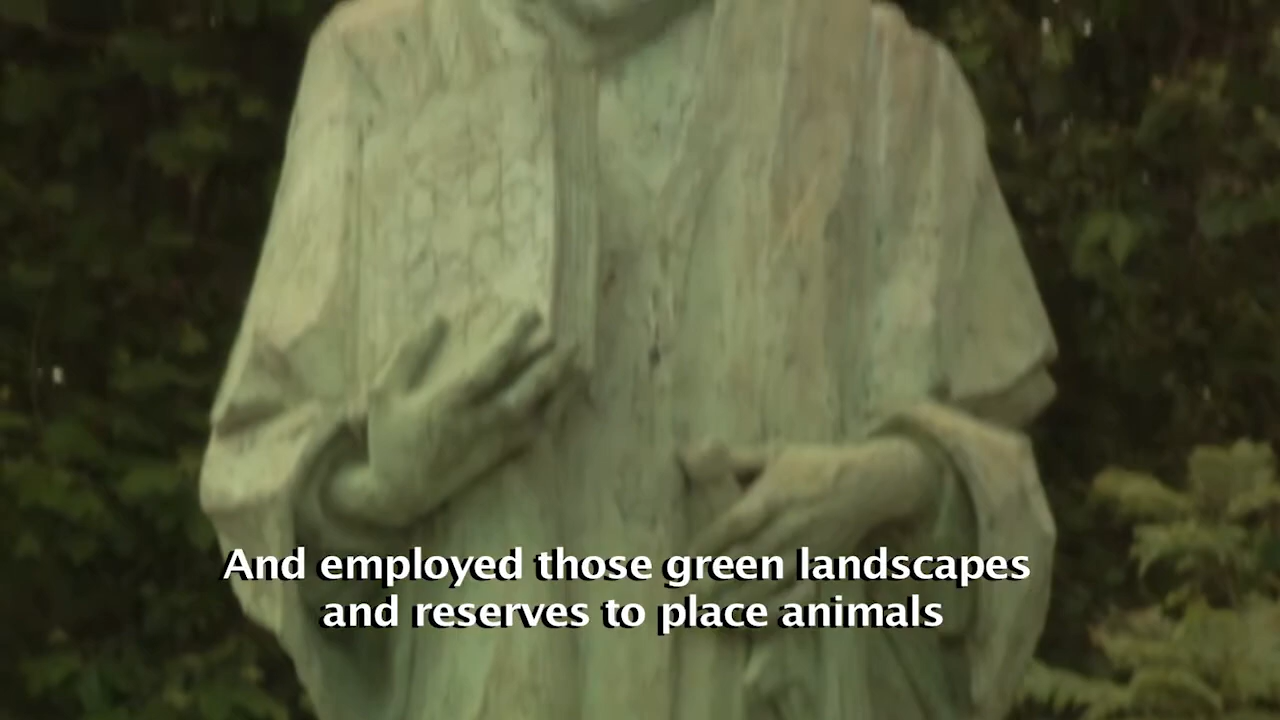 And employed those green landscapes
and reserves to place animals